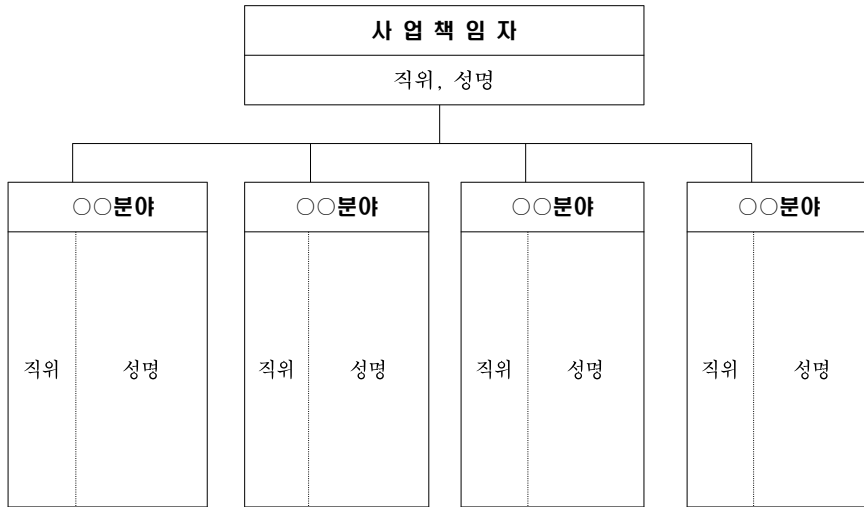 사 업 책 임 자
직위, 성명
○○분야 ○○분야 ○○분야 ○○분야
직위 성명 직위 성명 직위 성명 직위 성명